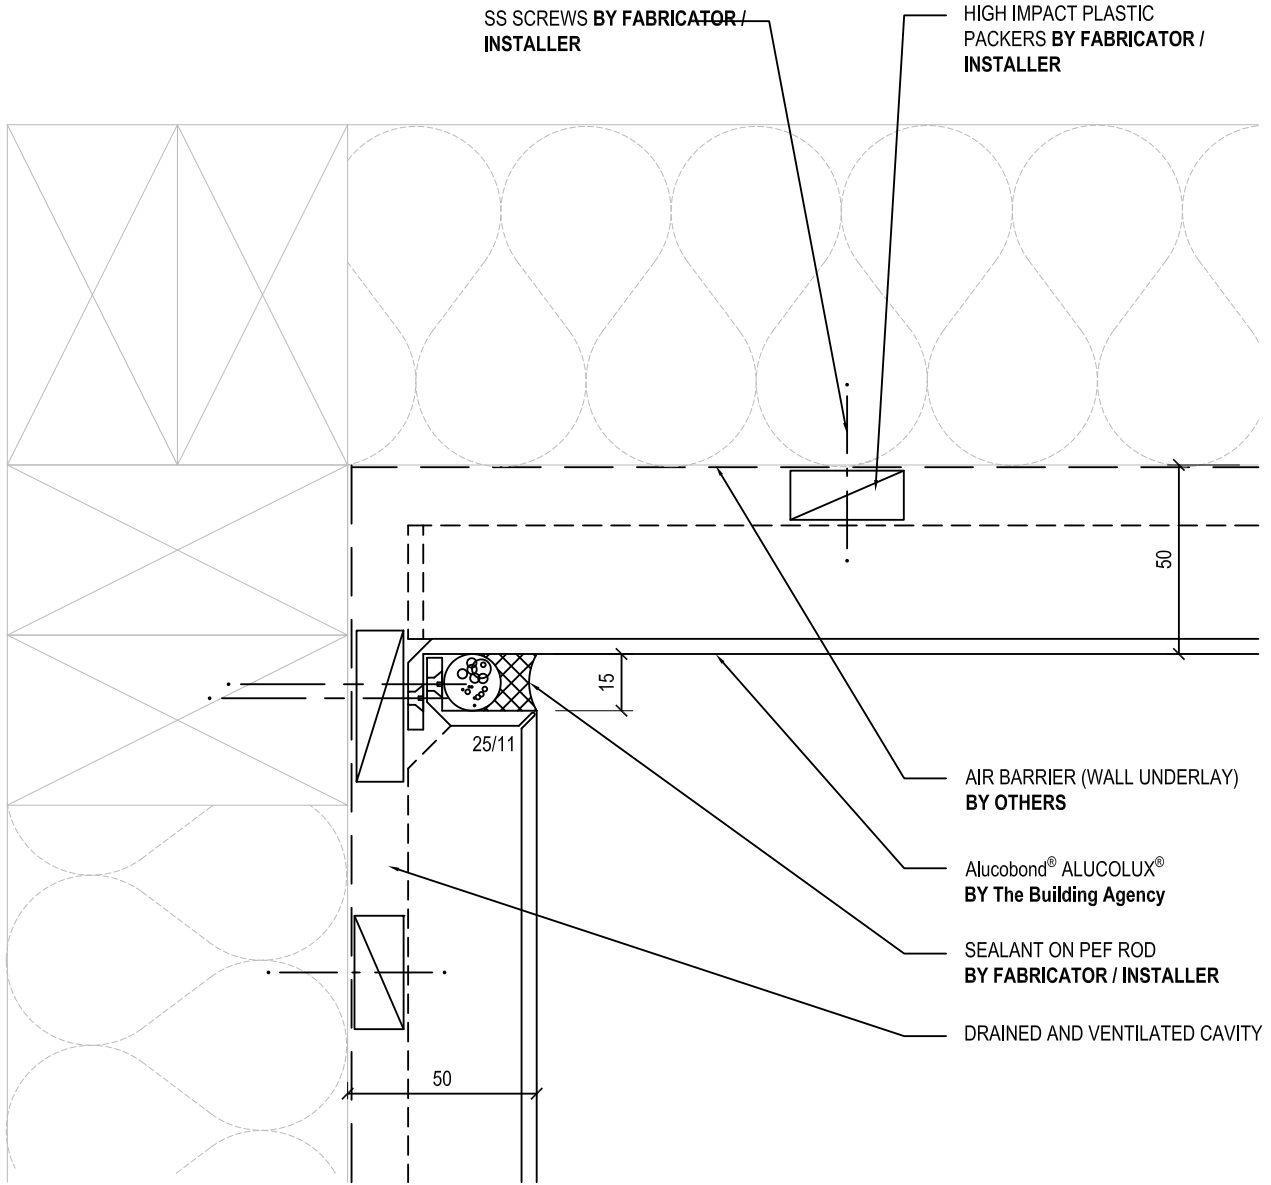 SS SCREWS BY FABRICATOR /
INSTALLER
HIGH IMPACT PLASTIC
PACKERS BY FABRICATOR /
INSTALLER
50
15
25/11
AIR BARRIER (WALL UNDERLAY)
BY OTHERS
Alucobond® ALUCOLUX®
BY The Building Agency
SEALANT ON PEF ROD
BY FABRICATOR / INSTALLER
DRAINED AND VENTILATED CAVITY
50